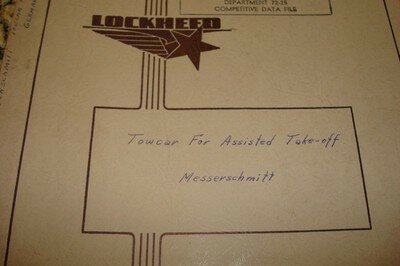 DEPARTMENT 72-25
COMPETITIVE DATA FILE
LOCKHEED
Towcar For Assisted Take-off
Messerschmitt